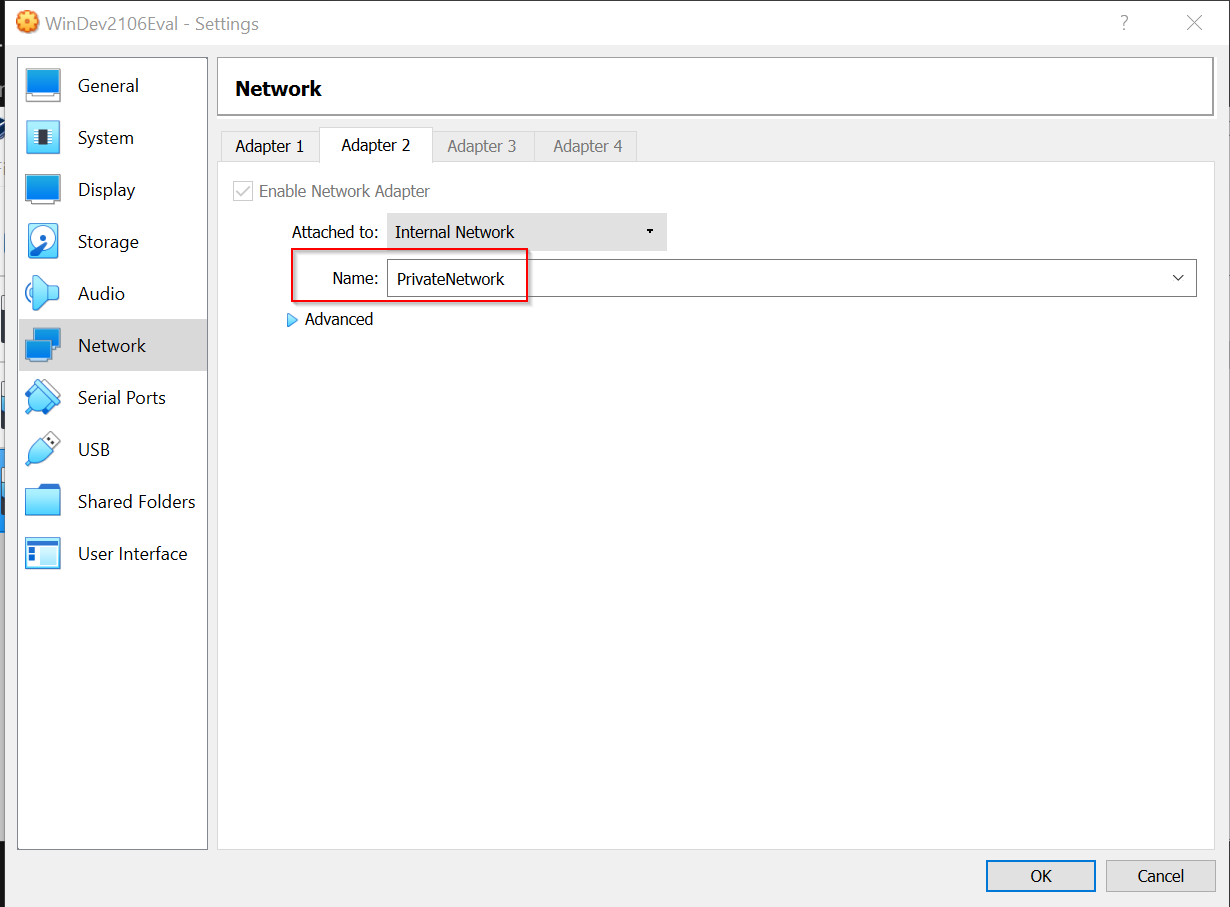 WinDev2106Eval - Settings
?
General
System
Display
Storage
Audio
Network
Serial Ports
USB
Shared Folders
User Interface
Network
Adapter 1
Adapter 2
Adapter 3
Adapter 4
Enable Network Adapter
Attached to: Internal Network
Name: PrivateNetwork
Advanced
OK
Cancel